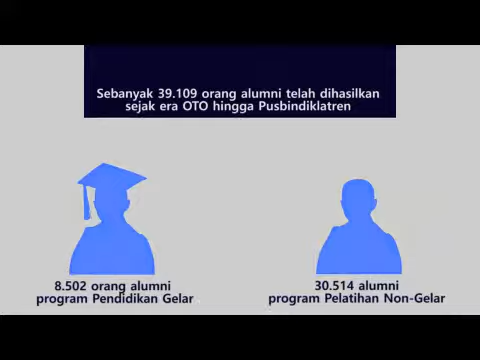 Sebanyak 39.109 orang alumni telah dihasilkan
sejak era OTO hingga Pusbindiklatren
8.502 orang alumni
program Pendidikan Gelar
30.514 alumni
program Pelatihan Non-Gelar